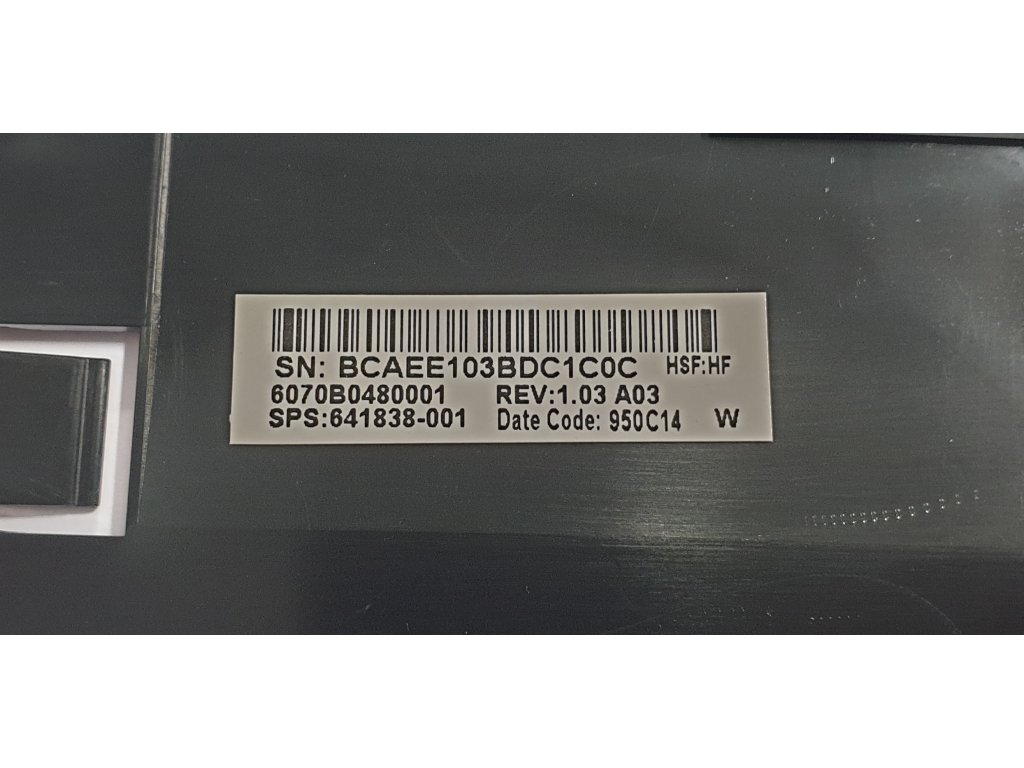 SN: BCAEE103BDC1C0C HSF:HF
6070B0480001 REV:1.03 A03
SPS:641838-001 Date Code: 950C14 W